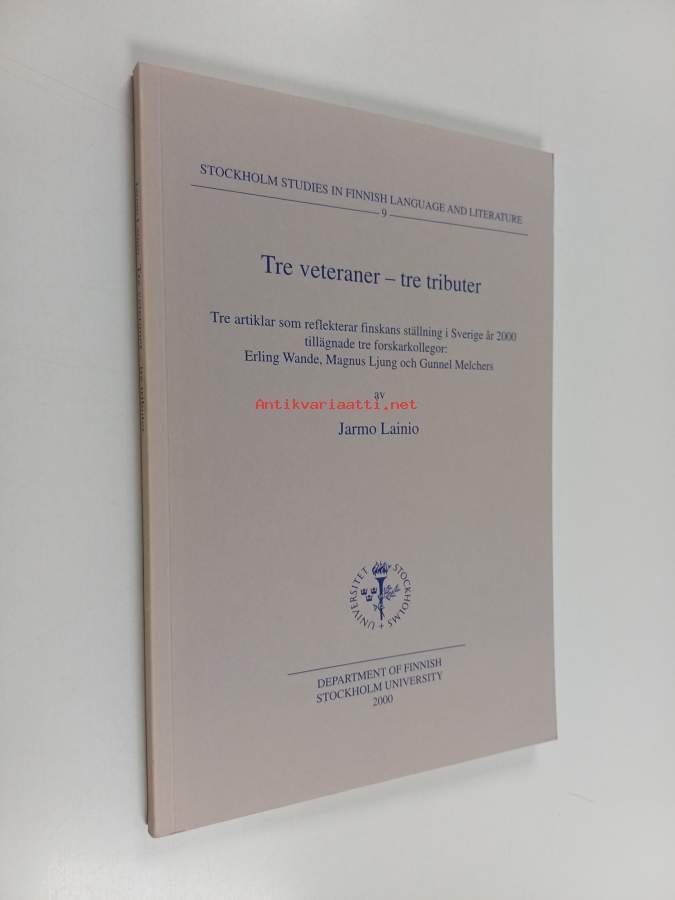 STOCKHOLM STUDIES IN FINNISH LANGUAGE AND LITERATURE
9
Tre veteraner – tre tributer
Tre artiklar som reflekterar finskans ställning i Sverige år 2000
tillägnade tre forskarkollegor:
Erling Wande, Magnus Ljung och Gunnel Melchers
av
Antikvariaatti.net
Jarmo Lainio
STOCKHOLMS UNIVERSITET
DEPARTMENT OF FINNISH
STOCKHOLM UNIVERSITY
2000